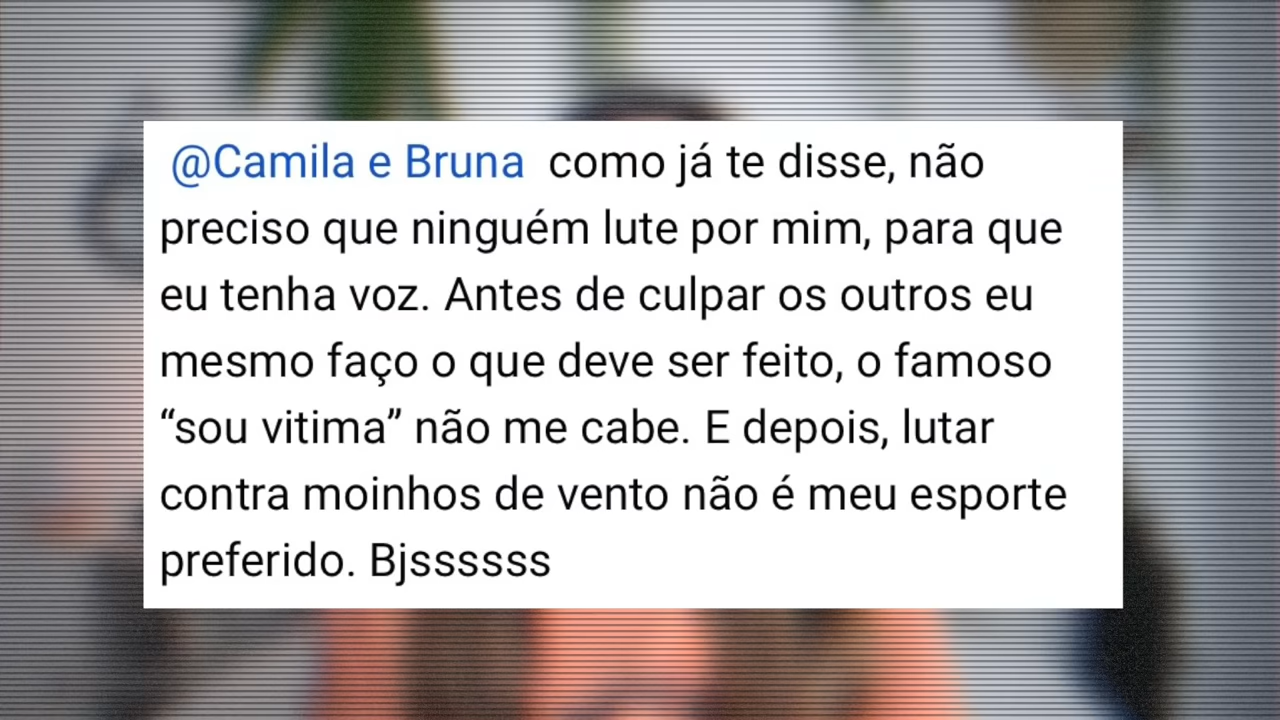 @Camila e Bruna como já te disse, não
preciso que ninguém lute por mim, para que
eu tenha voz. Antes de culpar os outros eu
mesmo faço o que deve ser feito, o famoso
“sou vitima” não me cabe. E depois, lutar
contra moinhos de vento não é meu esporte
preferido. Bjssssss